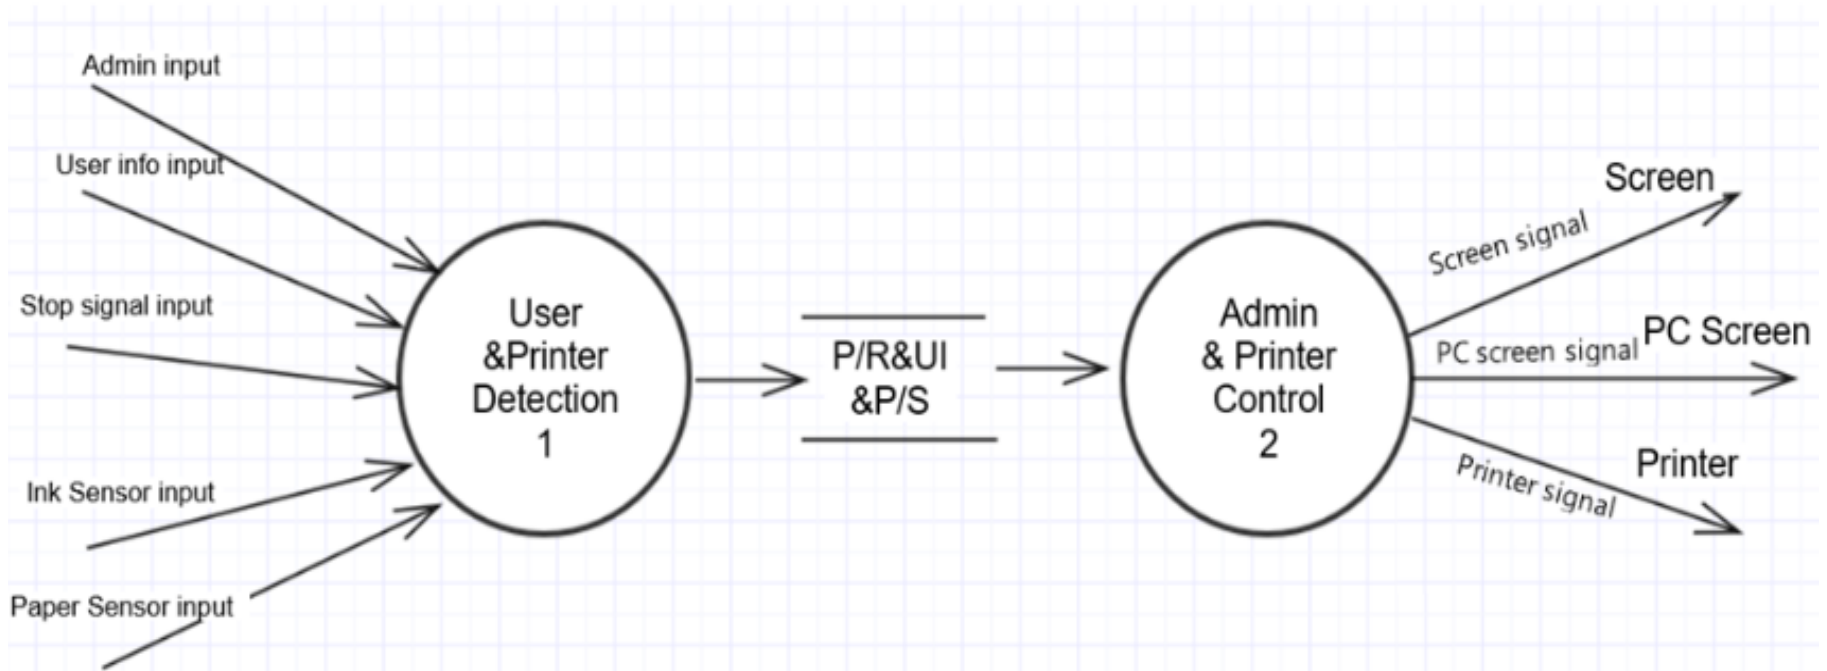 Admin input
User info input
Stop signal input
Ink Sensor input
Paper Sensor input
User
&Printer
Detection
1
P/R&UI
&P/S
Admin
& Printer
Control
2
Screen
Screen signal
PC Screen
PC screen signal
Printer
Printer signal